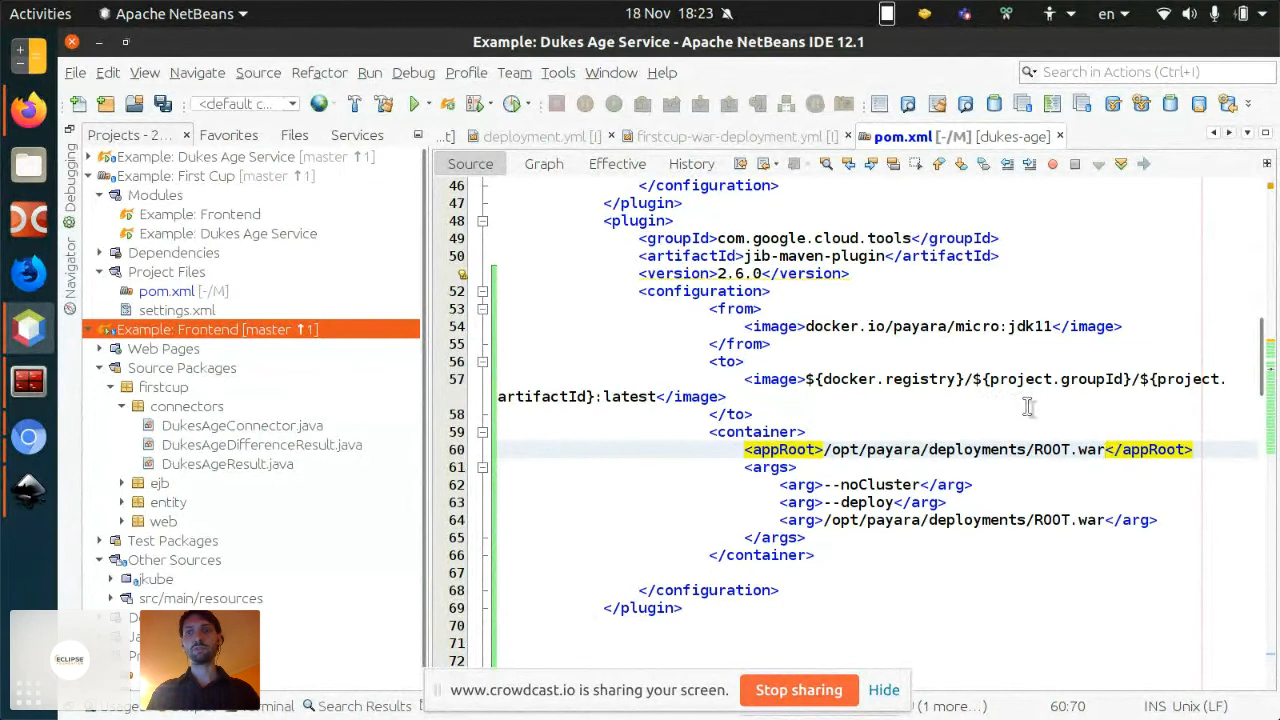 Activities Apache NetBeans 18 Nov 18:23 en
Example: Dukes Age Service - Apache NetBeans IDE 12.1
File Edit View Navigate Source Refactor Run Debug Profile Team Tools Window Help Search in Actions (Ctrl+I)
<default c...
Projects - 2... Favorites Files Services
...t] deployment.yml [i] firstcup-war-deployment.yml [i] pom.xml [-/M] [dukes-age]
Source Graph Effective History
Debugging
Navigator
Example: Dukes Age Service [master ↑1]
Example: First Cup [master ↑1]
Modules
Example: Frontend
Example: Dukes Age Service
Dependencies
Project Files
pom.xml [-/M]
settings.xml
Example: Frontend [master ↑1]
Web Pages
Source Packages
firstcup
connectors
DukesAgeConnector.java
DukesAgeDifferenceResult.java
DukesAgeResult.java
ejb
entity
web
Test Packages
Other Sources
jkube
src/main/resources
46 </configuration>
47 </plugin>
48 <plugin>
49 <groupId>com.google.cloud.tools</groupId>
50 <artifactId>jib-maven-plugin</artifactId>
<version>2.6.0</version>
52 <configuration>
53 <from>
54 <image>docker.io/payara/micro:jdk11</image>
55 </from>
56 <to>
57 <image>${docker.registry}/${project.groupId}/${project.
artifactId}:latest</image>
58 </to>
59 <container>
60 <appRoot>/opt/payara/deployments/ROOT.war</appRoot>
61 <args>
62 <arg>--noCluster</arg>
63 <arg>--deploy</arg>
64 <arg>/opt/payara/deployments/ROOT.war</arg>
65 </args>
66 </container>
67
68 </configuration>
69 </plugin>
70
71
72
ECLIPSE
FOUNDATION
www.crowdcast.io is sharing your screen. Stop sharing Hide
Search Results (1 more...) 60:70 INS Unix (LF)